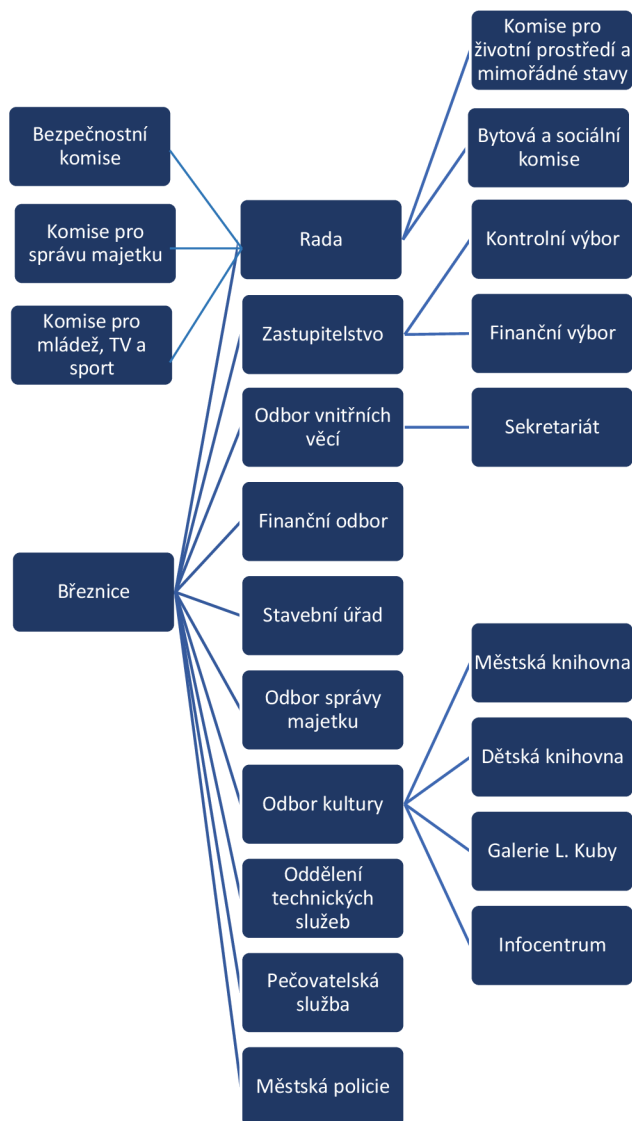 Komise pro
životní prostředí a
mimořádné stavy
Bezpečnostní
komise
Bytová a sociální
komise
Komise pro
správu majetku
Rada
Kontrolní výbor
Komise pro
mládež, TV a
sport
Zastupitelstvo
Finanční výbor
Odbor vnitřních
věcí
Sekretariát
Finanční odbor
Březnice
Stavební úřad
Městská knihovna
Odbor správy
majetku
Dětská knihovna
Odbor kultury
Galerie L. Kuby
Oddělení
technických
služeb
Infocentrum
Pečovatelská
služba
Městská policie